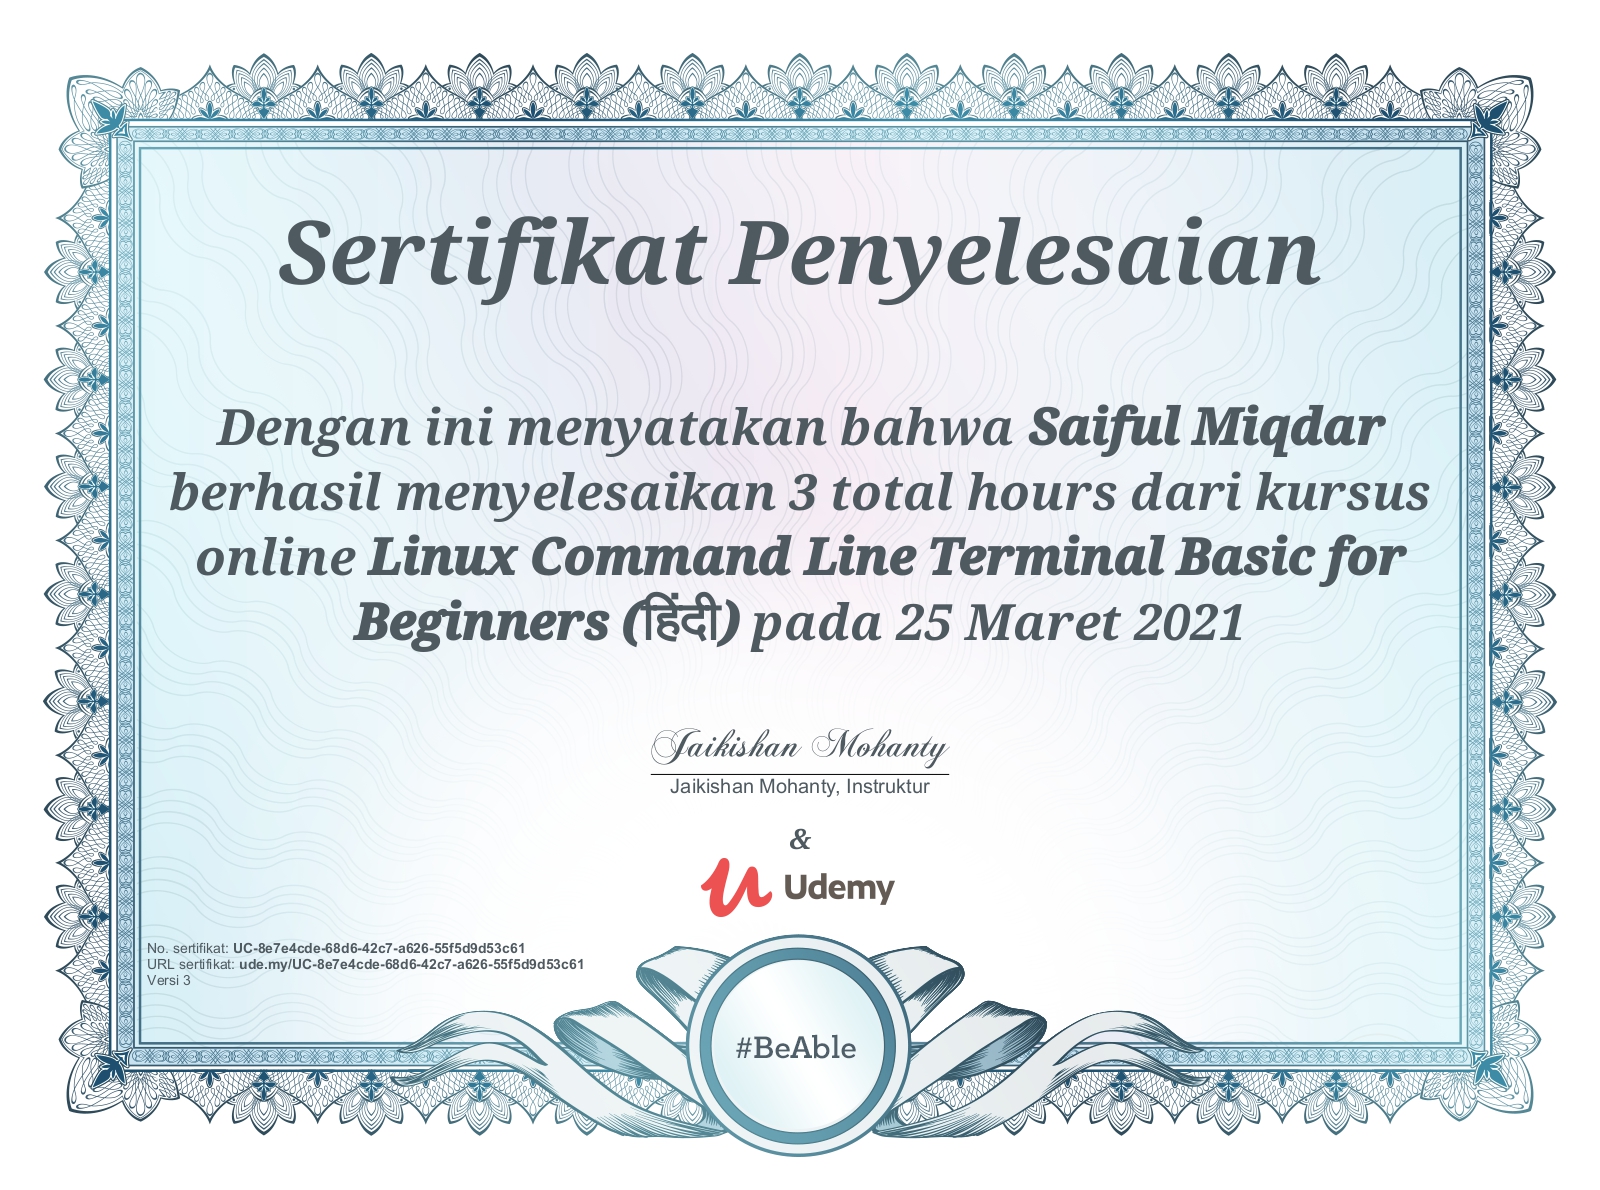 Sertifikat Penyelesaian
Dengan ini menyatakan bahwa Saiful Miqdar
berhasil menyelesaikan 3 total hours dari kursus
online Linux Command Line Terminal Basic for
Beginners (हिंदी) pada 25 Maret 2021
Jaikishan Mohanty
Jaikishan Mohanty, Instruktur
&
Udemy
No. sertifikat: UC-8e7e4cde-68d6-42c7-a626-55f5d9d53c61
URL sertifikat: ude.my/UC-8e7e4cde-68d6-42c7-a626-55f5d9d53c61
Versi 3
#BeAble